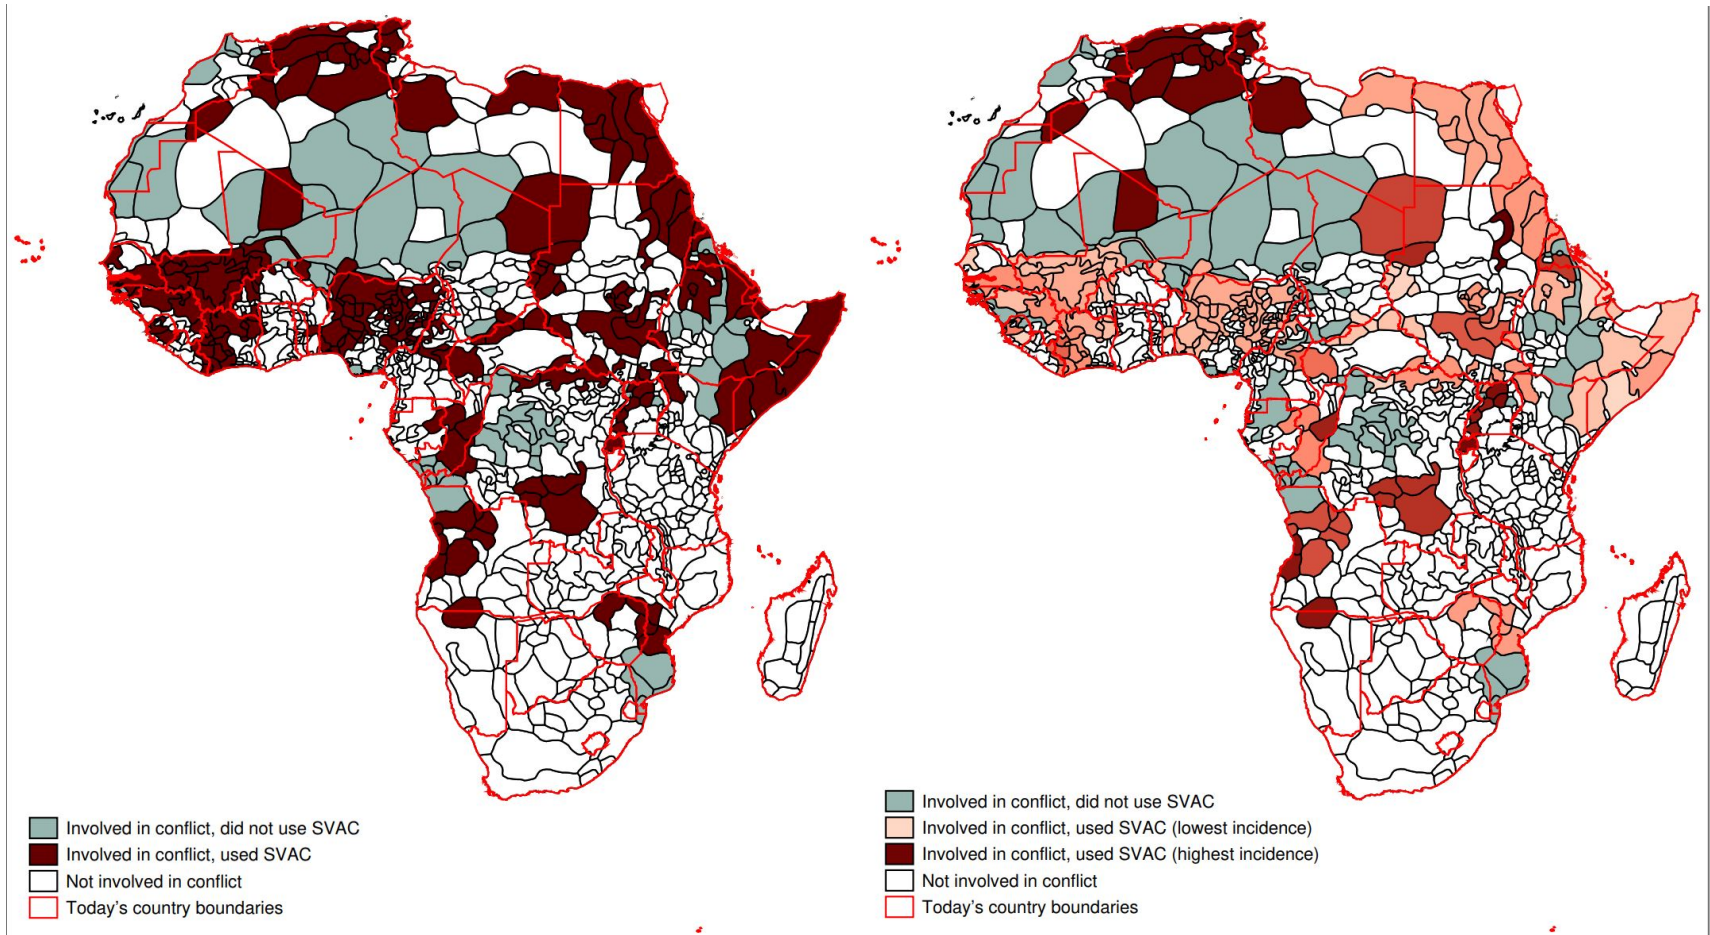 Involved in conflict, did not use SVAC
Involved in conflict, used SVAC
Not involved in conflict
Today's country boundaries
Involved in conflict, did not use SVAC
Involved in conflict, used SVAC (lowest incidence)
Involved in conflict, used SVAC (highest incidence)
Not involved in conflict
Today's country boundaries